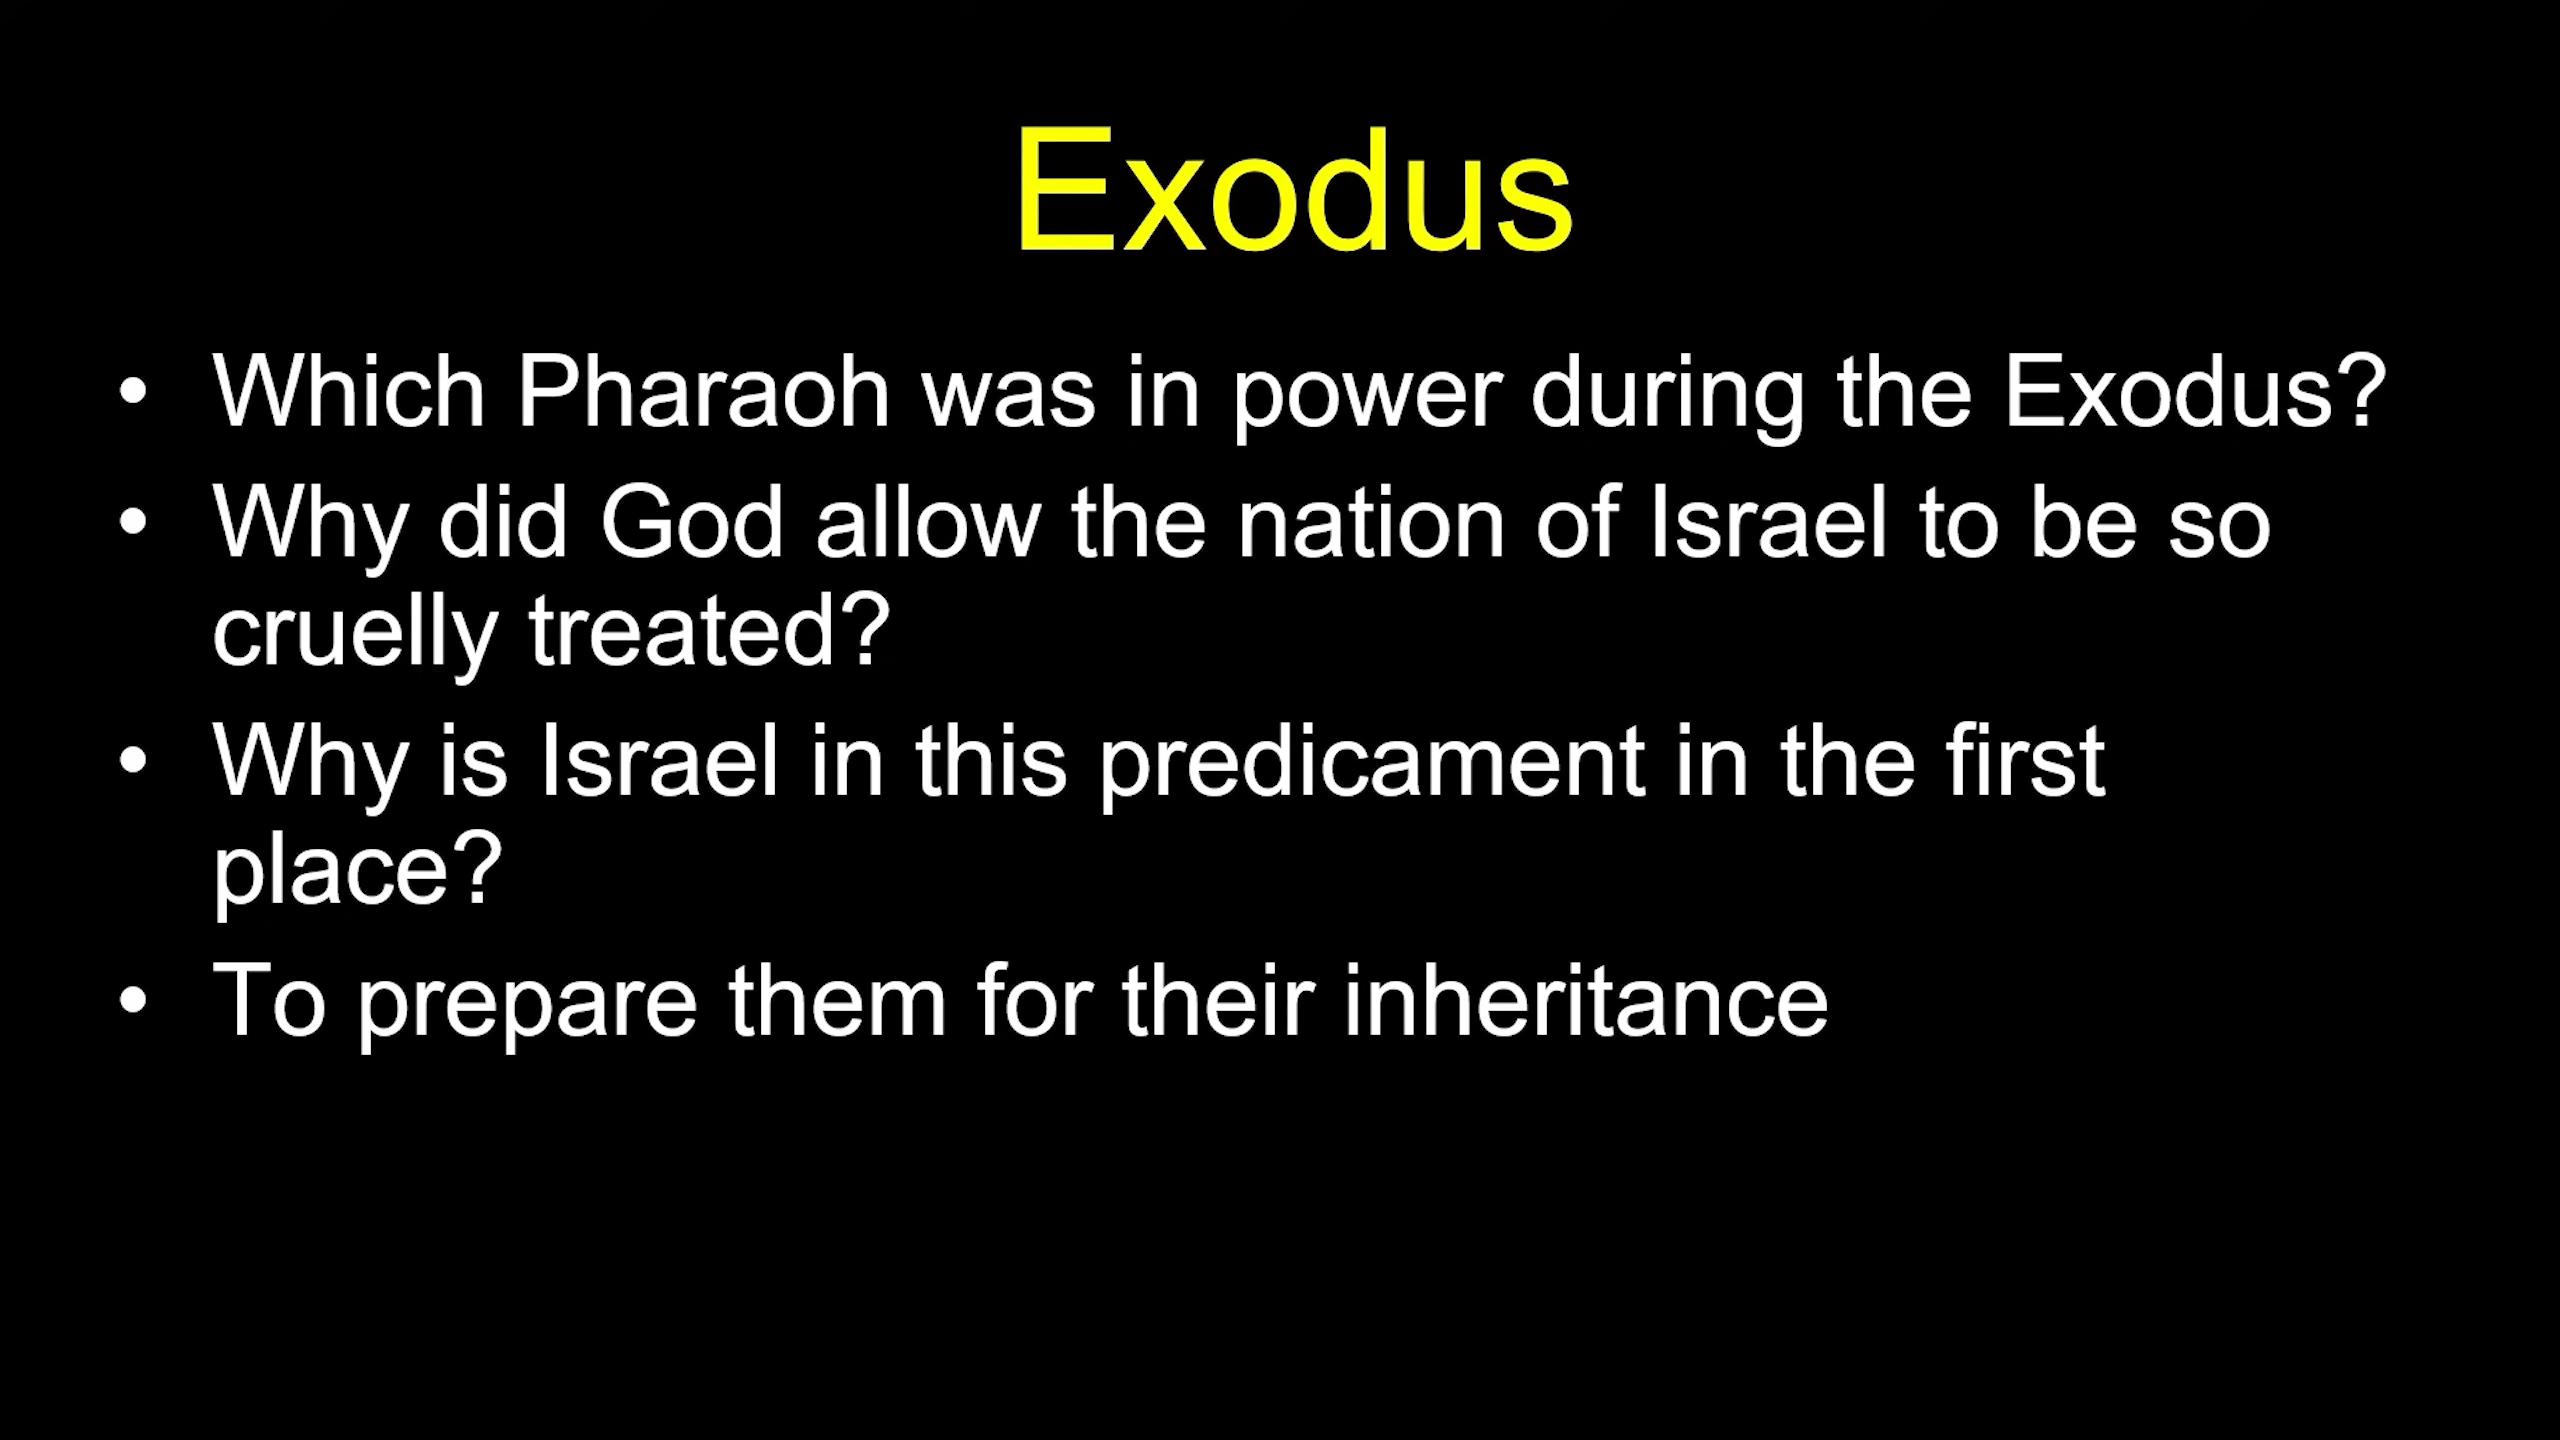 Exodus
• Which Pharaoh was in power during the Exodus?
• Why did God allow the nation of Israel to be so
cruelly treated?
• Why is Israel in this predicament in the first
place?
• To prepare them for their inheritance